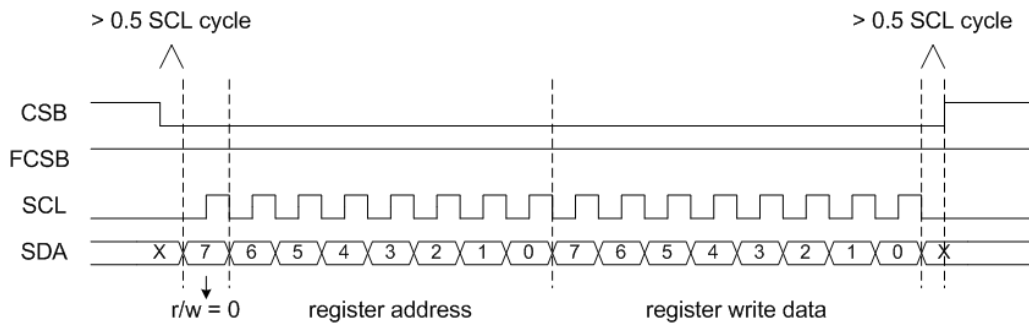 > 0.5 SCL cycle > 0.5 SCL cycle
CSB
FCSB
SCL
SDA X 7 6 5 4 3 2 1 0 7 6 5 4 3 2 1 0 X
r/w = 0 register address register write data